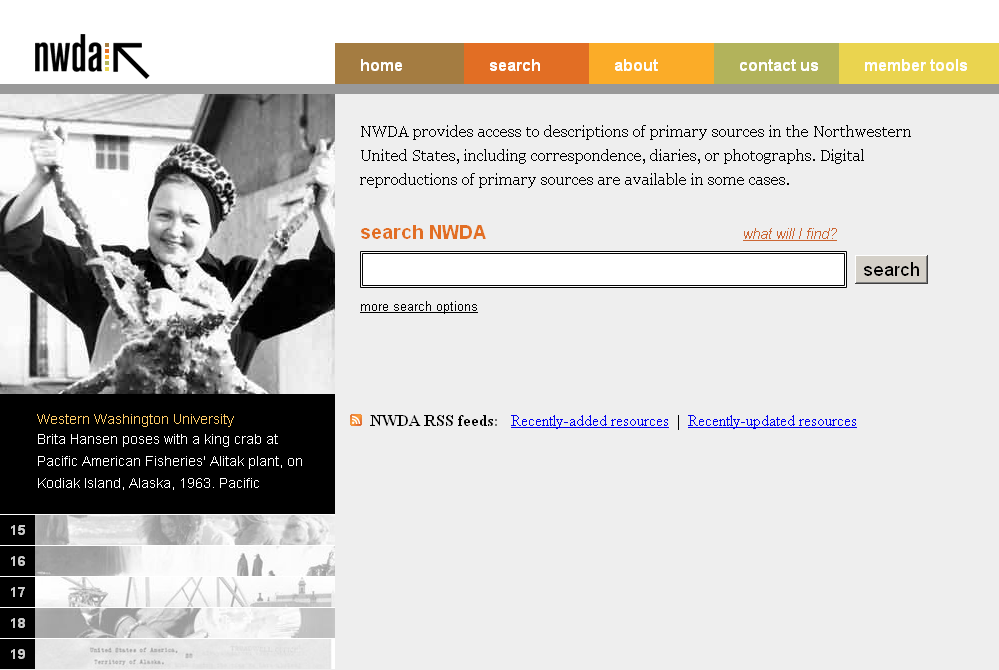 nwda
home
search
about
contact us
member tools
NWDA provides access to descriptions of primary sources in the Northwestern
United States, including correspondence, diaries, or photographs. Digital
reproductions of primary sources are available in some cases.
search NWDA
what will I find?
search
more search options
NWDA RSS feeds: Recently-added resources | Recently-updated resources
Western Washington University
Brita Hansen poses with a king crab at
Pacific American Fisheries' Alitak plant, on
Kodiak Island, Alaska, 1963. Pacific
15
16
17
18
19
United States of America,
Territory of Alaska.